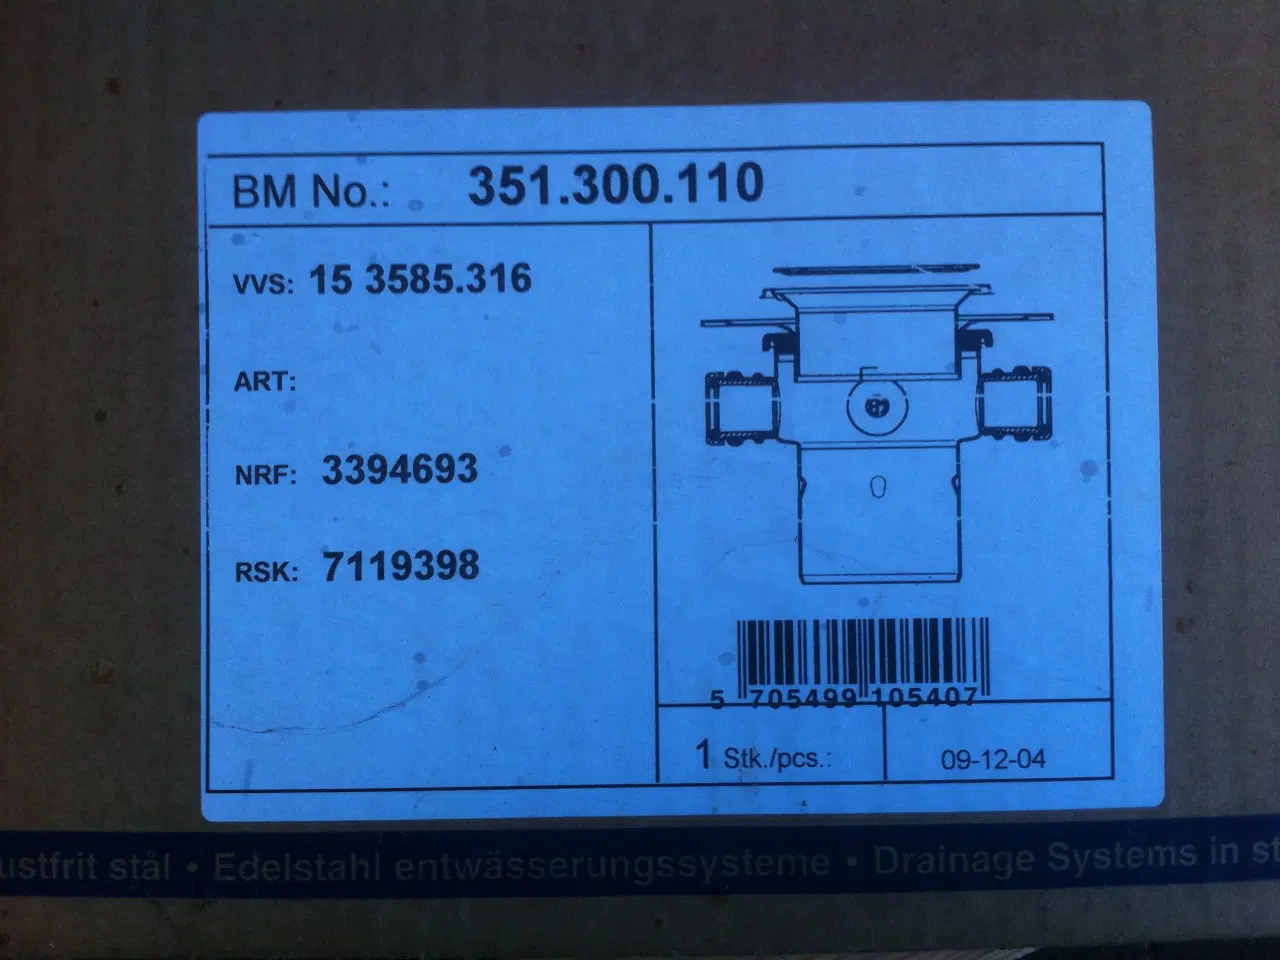 BM No.: 351.300.110
VVS: 15 3585.316
ART:
NRF: 3394693
RSK: 7119398
5 705499 105407
1 Stk./pcs.:
09-12-04
ustfrit stål • Edelstahl entwässerungssysteme • Drainage Systems in st